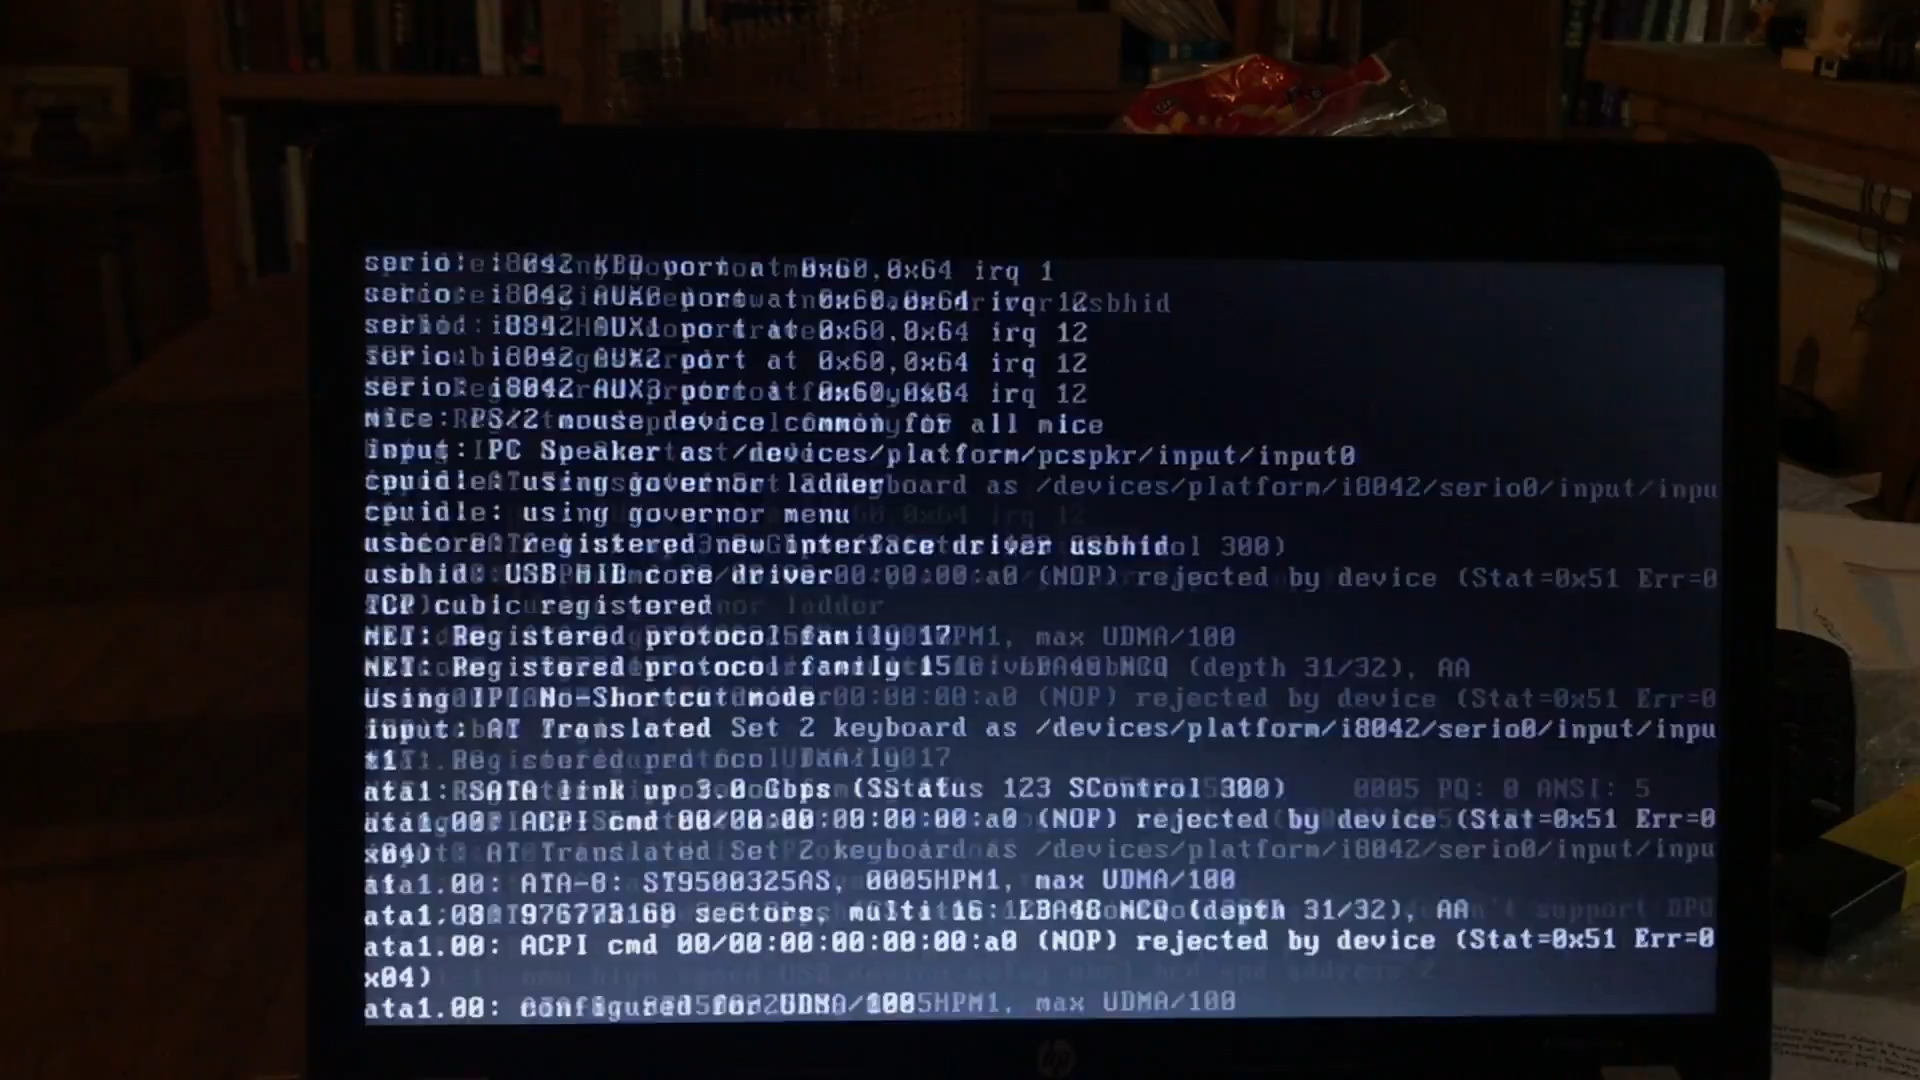 serio: i8042 KBD port at 0x60,0x64 irq 1
serio: i8042 AUX0 port at 0x60,0x64 irq 12
serio: i8042 AUX1 port at 0x60,0x64 irq 12
serio: i8042 AUX2 port at 0x60,0x64 irq 12
serio: i8042 AUX3 port at 0x60,0x64 irq 12
mice: PS/2 mouse device common for all mice
input: PC Speaker as /devices/platform/pcspkr/input/input0
cpuidle: using governor ladder
cpuidle: using governor menu
usbcore: registered new interface driver usbhid
usbhid: USB HID core driver
TCP cubic registered
NET: Registered protocol family 17
NET: Registered protocol family 15
Using IPI No-Shortcut mode
input: AT Translated Set 2 keyboard as /devices/platform/i8042/serio0/input/inpu
t1
ata1: SATA link up 3.0 Gbps (SStatus 123 SControl 300)
ata1.00: ACPI cmd 00/00:00:00:00:00:a0 (NOP) rejected by device (Stat=0x51 Err=0
x04)
ata1.00: ATA-8: ST9500325AS, 0005HPM1, max UDMA/100
ata1.00: 976773168 sectors, multi 16: LBA48 NCQ (depth 31/32), AA
ata1.00: ACPI cmd 00/00:00:00:00:00:a0 (NOP) rejected by device (Stat=0x51 Err=0
x04)
ata1.00: configured for UDMA/100
hp